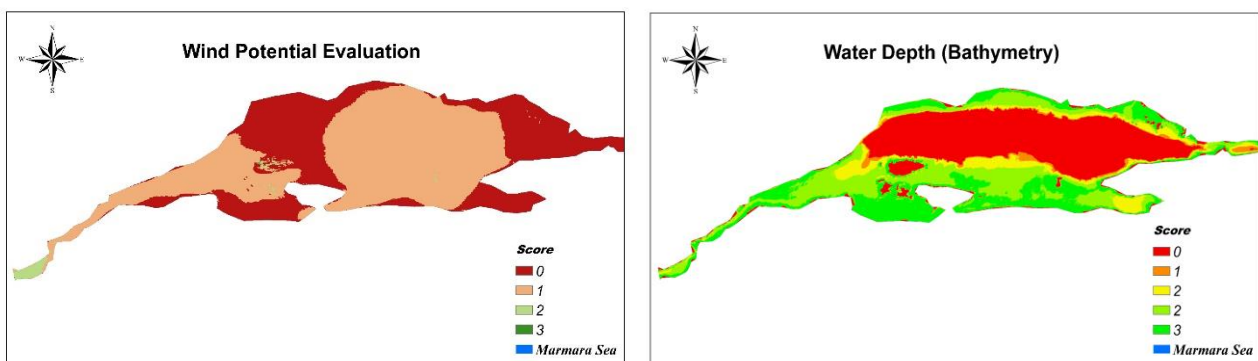 N
W E
S
Wind Potential Evaluation
Score
0
1
2
3
Marmara Sea
N
W E
S
Water Depth (Bathymetry)
Score
0
1
2
2
3
Marmara Sea